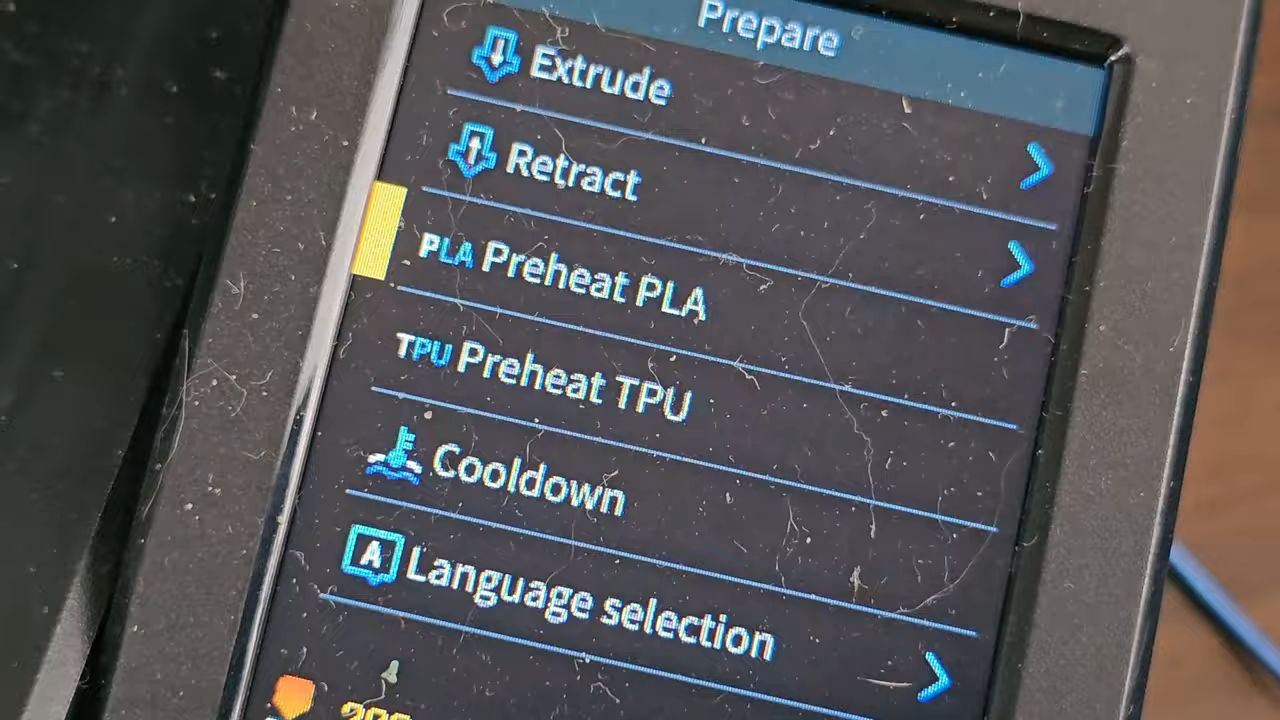 Prepare
Extrude
Retract
PLA Preheat PLA
TPU Preheat TPU
Cooldown
A Language selection